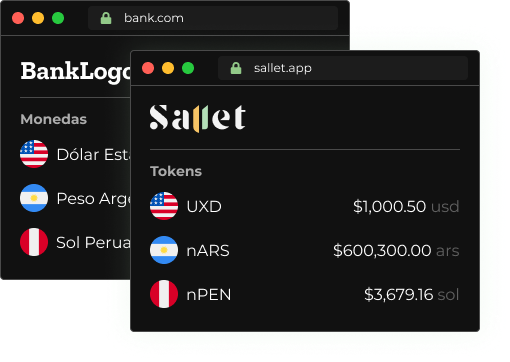 bank.com
BankLogo
Monedas
Dólar Esta
Peso Arge
Sol Perua
sallet.app
Sallet
Tokens
UXD $1,000.50 usd
nARS $600,300.00 ars
nPEN $3,679.16 sol